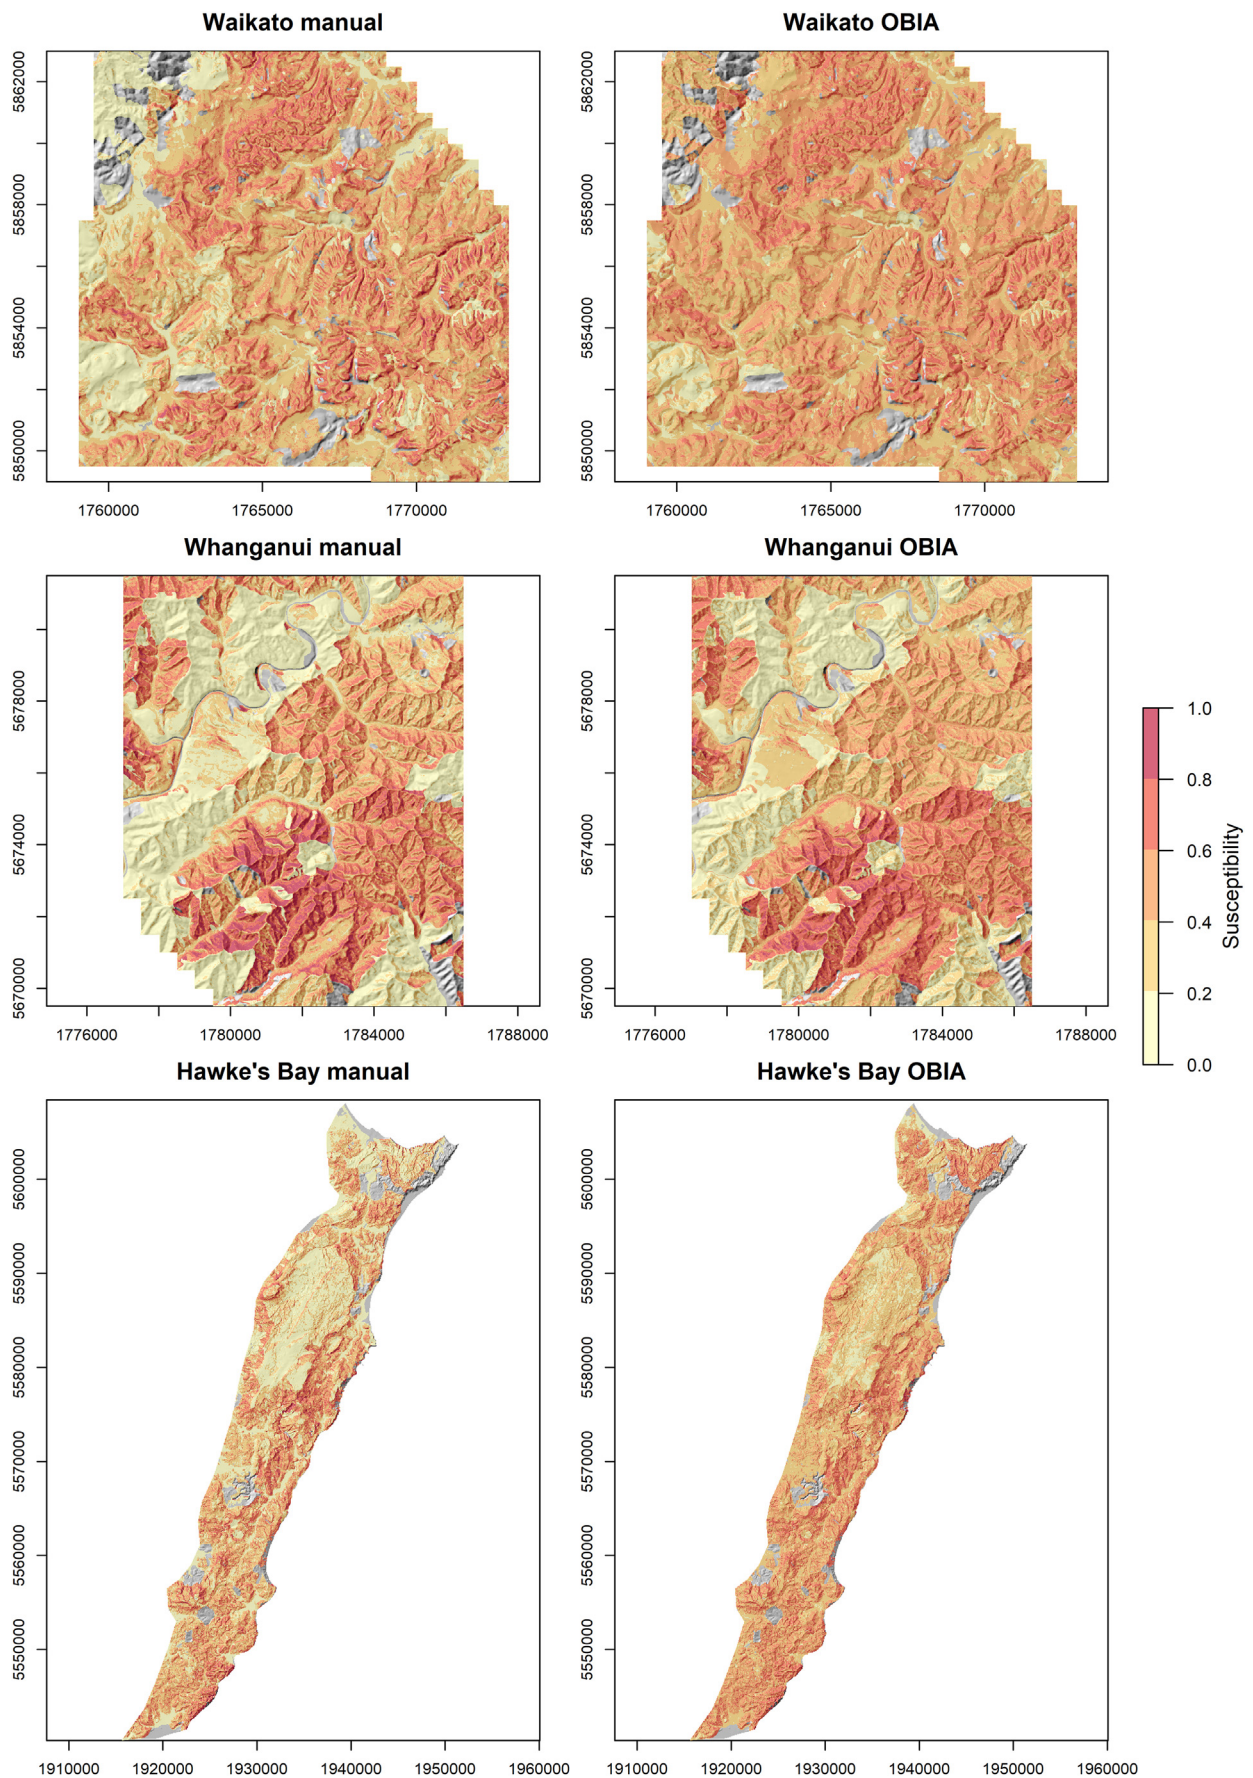 Waikato manual
Waikato OBIA
5862000
5858000
5854000
5850000
5862000
5858000
5854000
5850000
1760000 1765000 1770000
1760000 1765000 1770000
Whanganui manual
Whanganui OBIA
5678000
5674000
5670000
5678000
5674000
5670000
1776000 1780000 1784000 1788000
1776000 1780000 1784000 1788000
1.0
0.8
0.6
0.4
0.2
0.0
Susceptibility
Hawke's Bay manual
Hawke's Bay OBIA
5600000
5590000
5580000
5570000
5560000
5550000
5600000
5590000
5580000
5570000
5560000
5550000
1910000 1920000 1930000 1940000 1950000 1960000
1910000 1920000 1930000 1940000 1950000 1960000